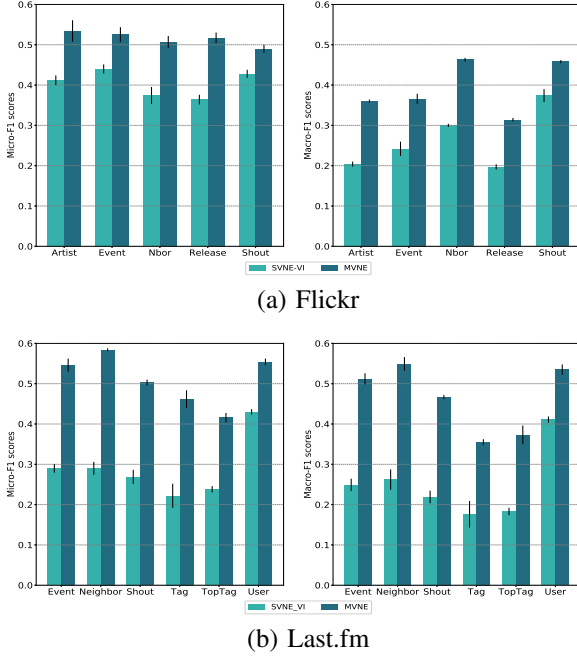 0.6
0.5
0.4
0.3
0.2
0.1
0.0
Micro-F1 scores
Artist Event Nbor Release Shout
0.6
0.5
0.4
0.3
0.2
0.1
0.0
Macro-F1 scores
Artist Event Nbor Release Shout
SVNE-VI MVNE
(a) Flickr
0.6
0.5
0.4
0.3
0.2
0.1
0.0
Micro-F1 scores
Event Neighbor Shout Tag TopTag User
0.6
0.5
0.4
0.3
0.2
0.1
0.0
Macro-F1 scores
Event Neighbor Shout Tag TopTag User
SVNE_VI MVNE
(b) Last.fm